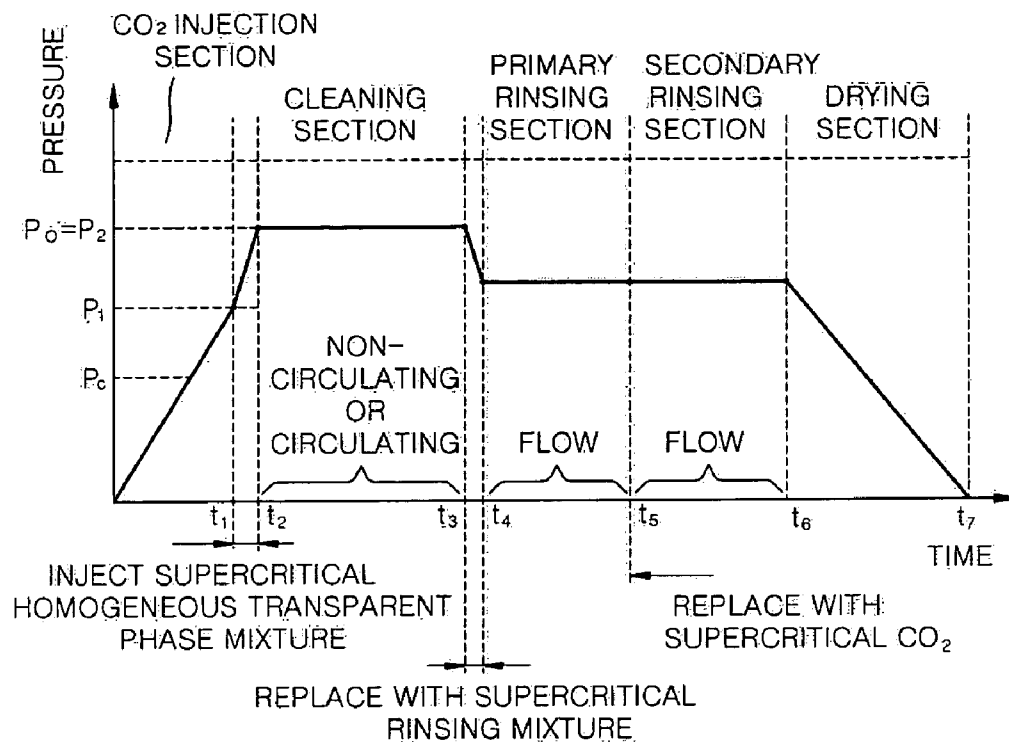 CO₂ INJECTION
SECTION
PRESSURE
CLEANING
SECTION
PRIMARY
RINSING
SECTION
SECONDARY
RINSING
SECTION
DRYING
SECTION
P₀=P₂
P₁
P꜀
NON-
CIRCULATING
OR
CIRCULATING
FLOW
FLOW
t₁
t₂
t₃
t₄
t₅
t₆
t₇
TIME
INJECT SUPERCRITICAL
HOMOGENEOUS TRANSPARENT
PHASE MIXTURE
REPLACE WITH
SUPERCRITICAL CO₂
REPLACE WITH SUPERCRITICAL
RINSING MIXTURE